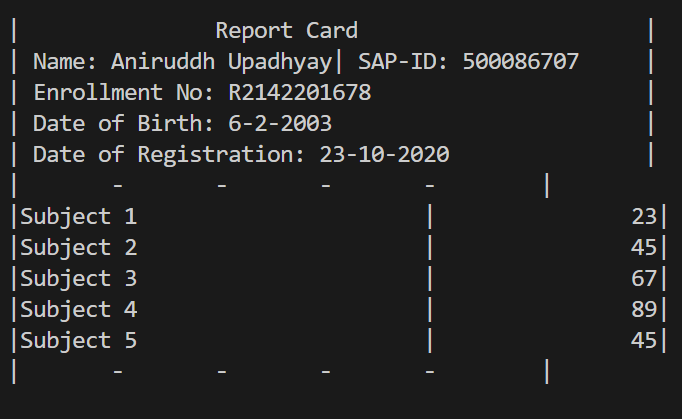 |               Report Card                      |
| Name: Aniruddh Upadhyay| SAP-ID: 500086707     |
| Enrollment No: R2142201678                     |
| Date of Birth: 6-2-2003                        |
| Date of Registration: 23-10-2020               |
|       -       -       -       -        |
|Subject 1                      |               23|
|Subject 2                      |               45|
|Subject 3                      |               67|
|Subject 4                      |               89|
|Subject 5                      |               45|
|       -       -       -       -        |